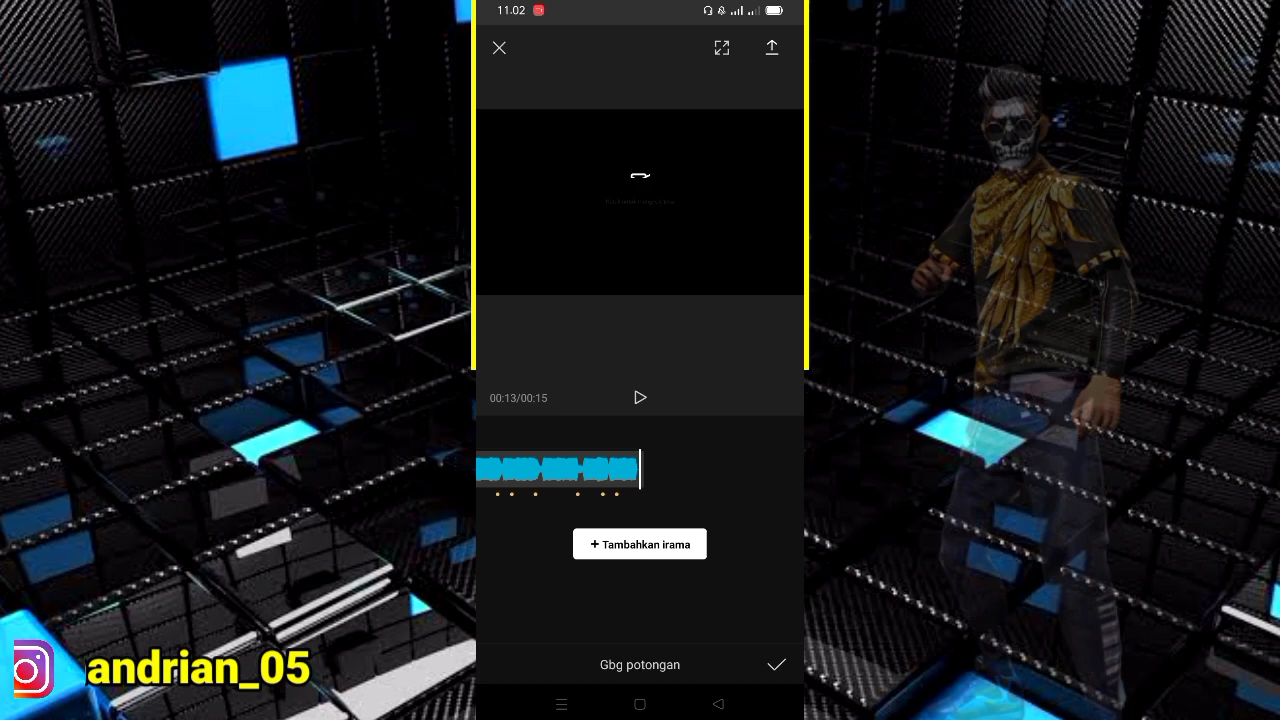 11.02
00:13/00:15
+ Tambahkan irama
Gbg potongan
andrian_05